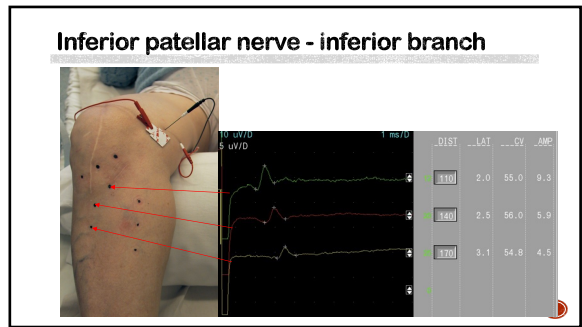 Inferior patellar nerve - inferior branch
10 uV/D 1 ms/D
5 uV/D
DIST LAT CV AMP
110 2.0 55.0 9.3
140 2.5 56.0 5.9
170 3.1 54.8 4.5